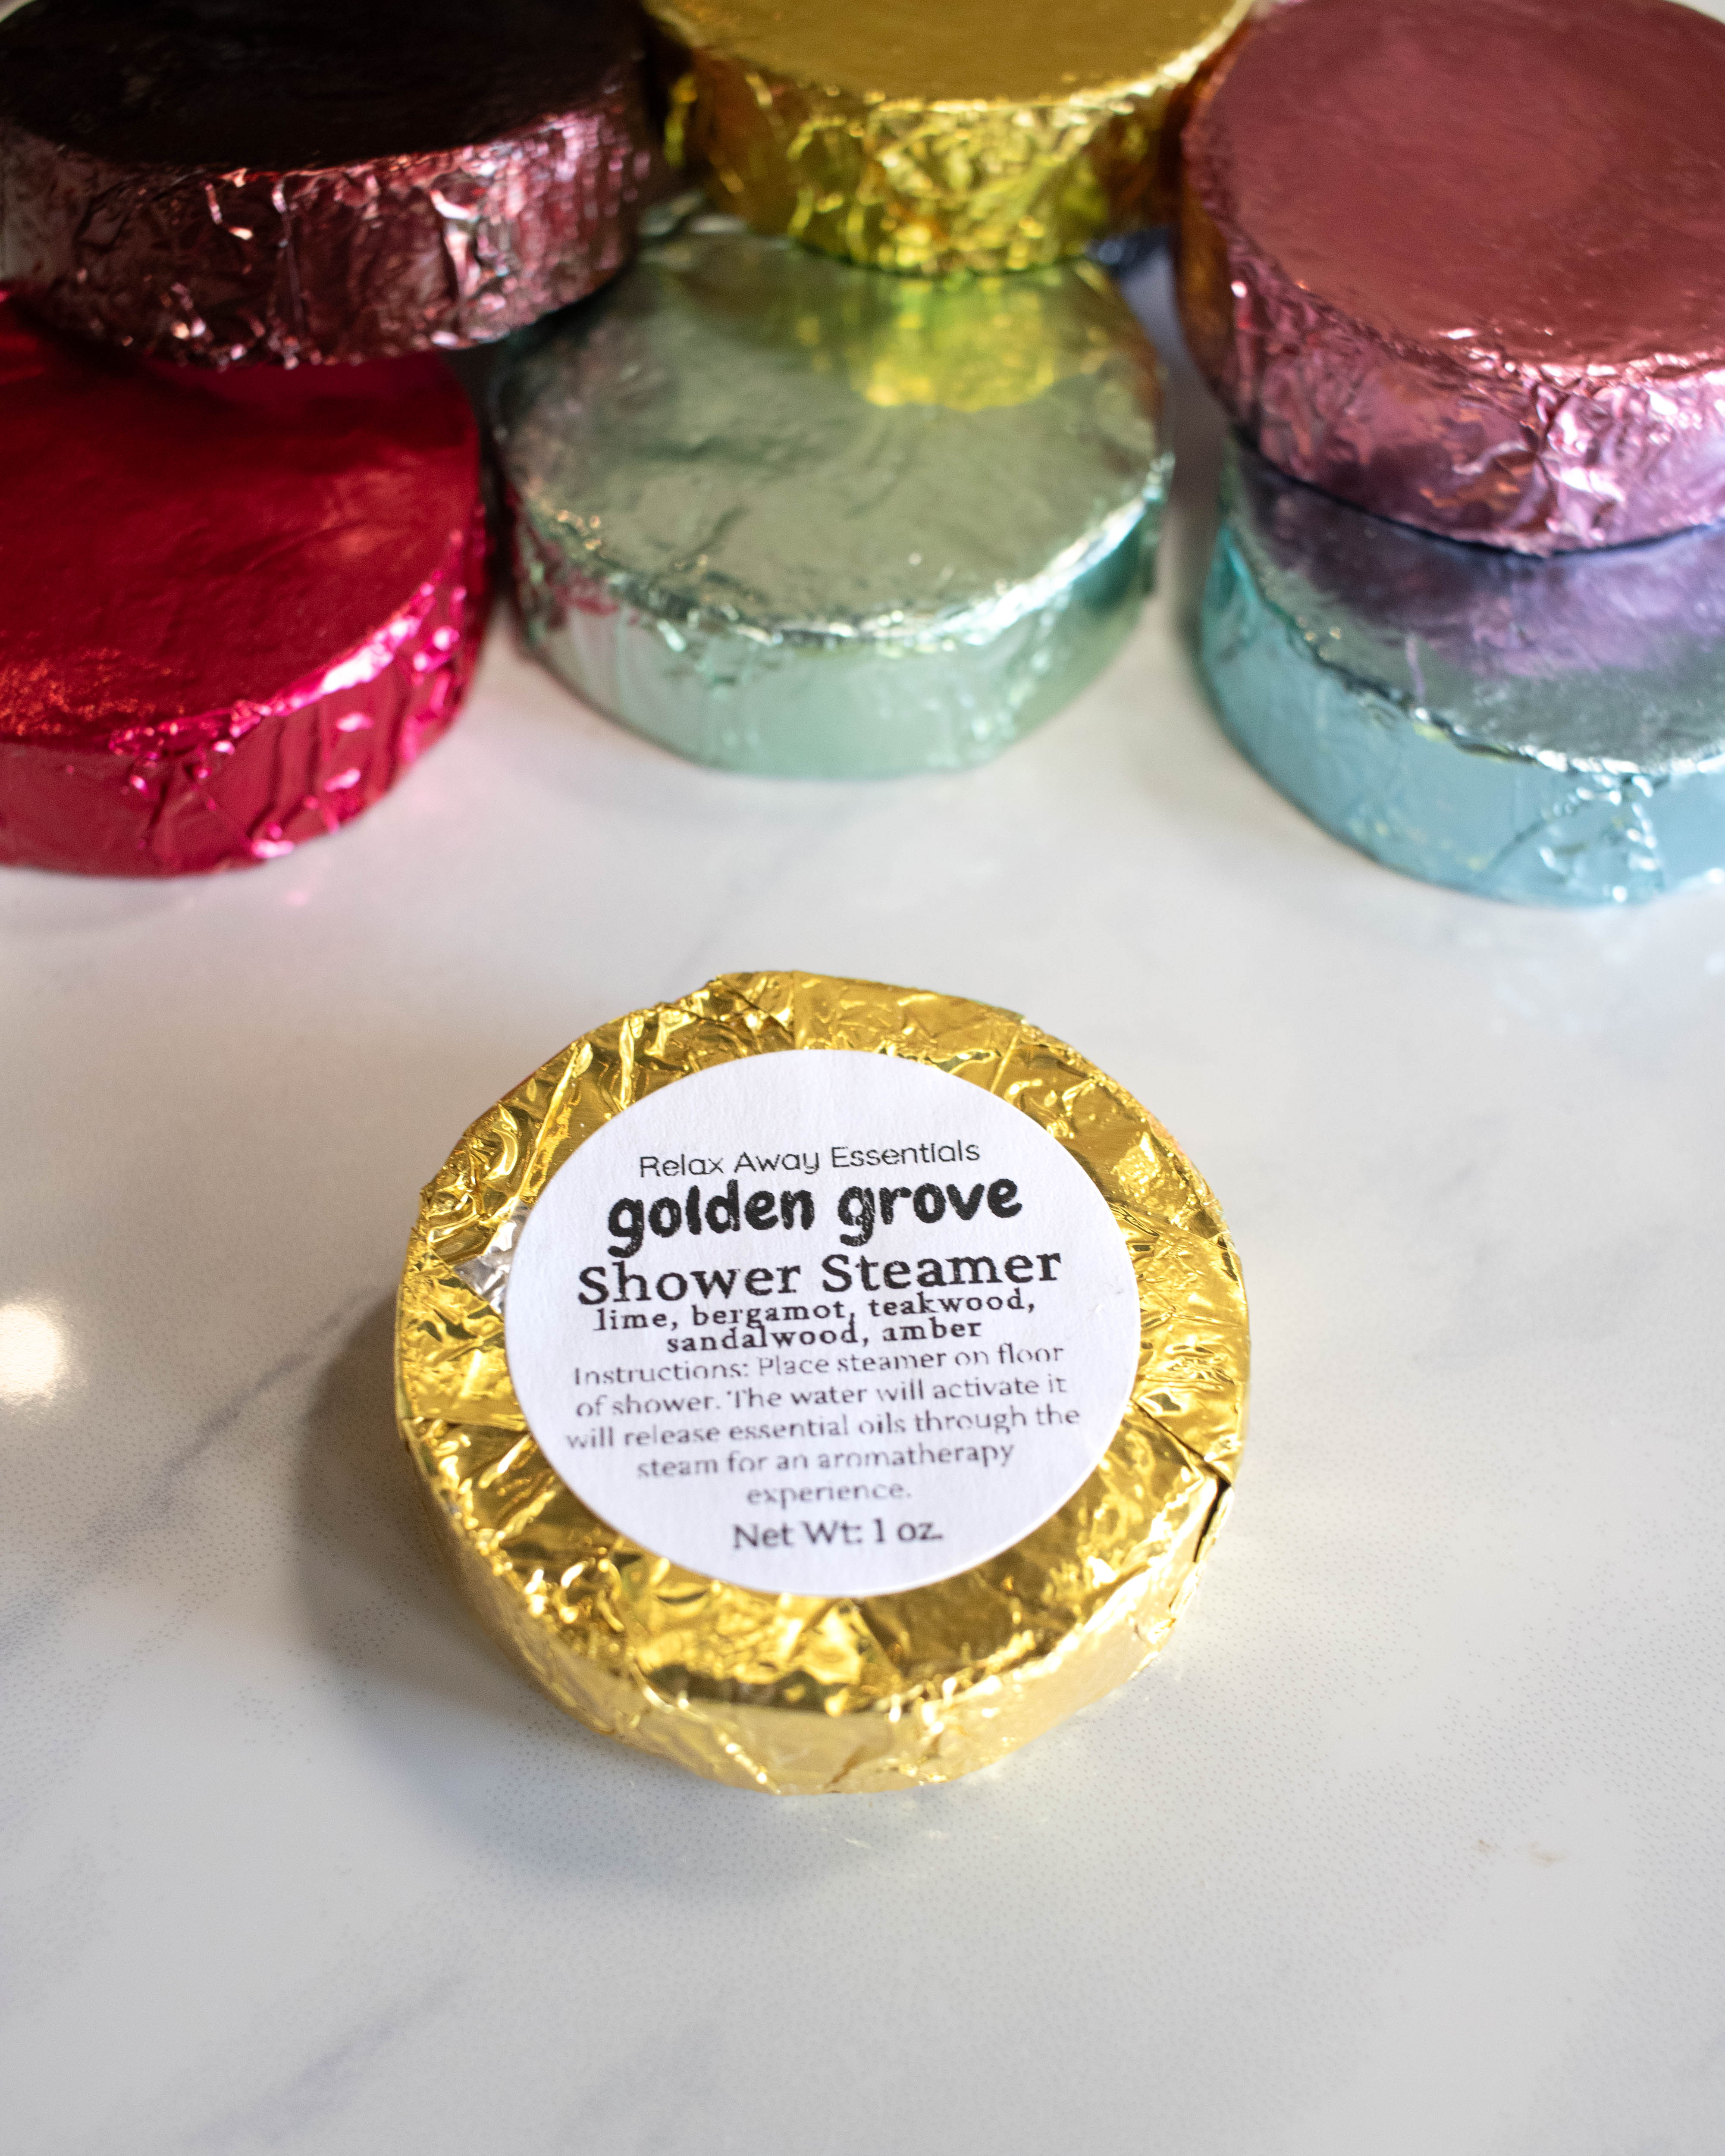 Relax Away Essentials
golden grove
Shower Steamer
lime, bergamot, teakwood,
sandalwood, amber
Instructions: Place steamer on floor
of shower. The water will activate it
will release essential oils through the
steam for an aromatherapy
experience.
Net Wt: 1 oz.